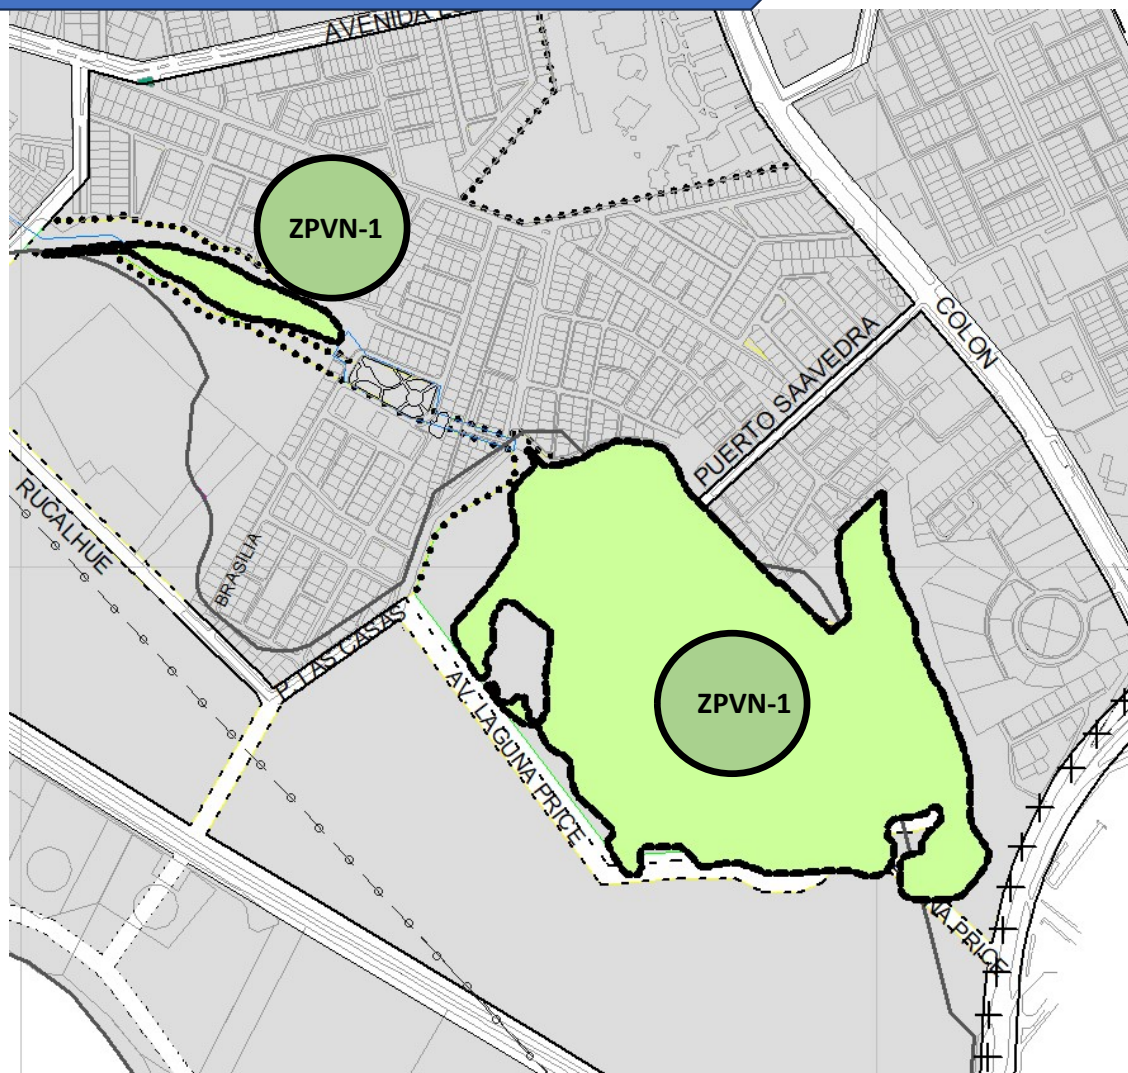 AVENIDA
ZPVN-1
COLON
PUERTO SAAVEDRA
RUCALHUE
BRASILIA
P. LAS CASAS
AV. LAGUNA PRICE
ZPVN-1
NA PRICE